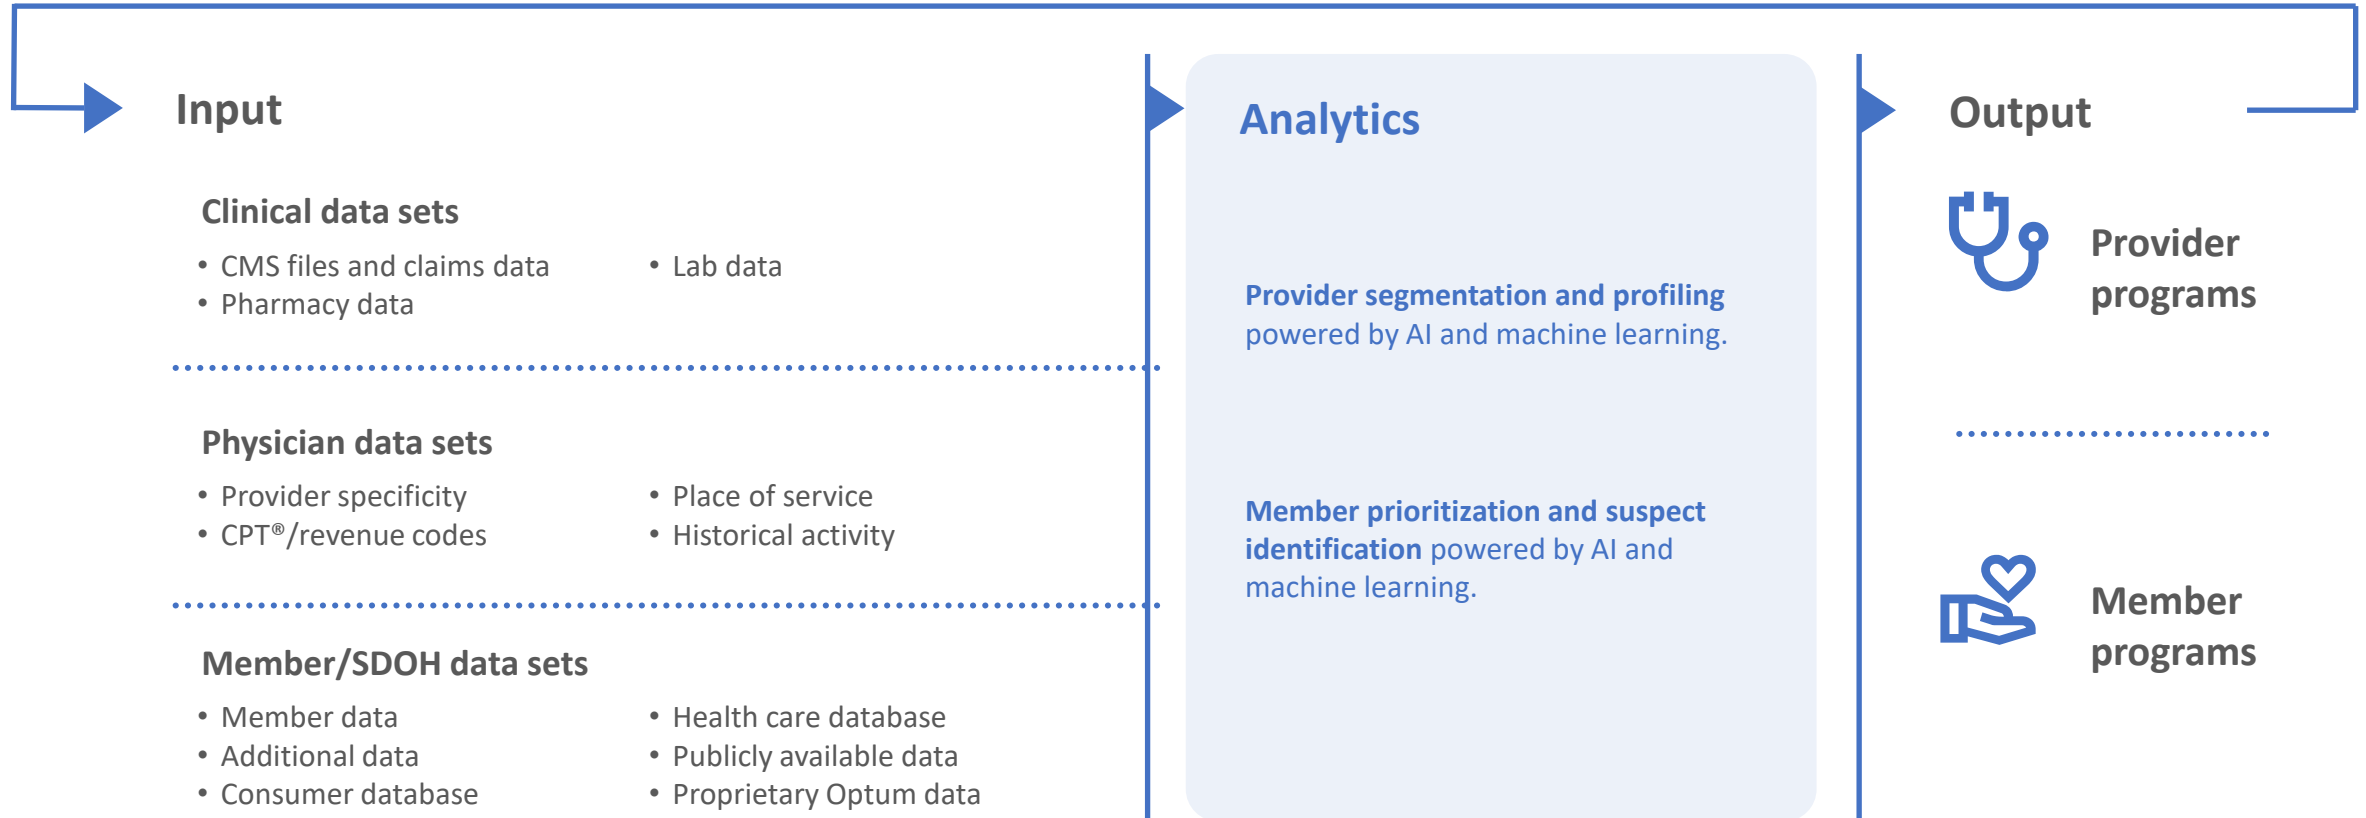 Input
Clinical data sets
• CMS files and claims data
• Pharmacy data
• Lab data
Physician data sets
• Provider specificity
• CPT®/revenue codes
• Place of service
• Historical activity
Member/SDOH data sets
• Member data
• Additional data
• Consumer database
• Health care database
• Publicly available data
• Proprietary Optum data
Analytics
Provider segmentation and profiling
powered by AI and machine learning.
Member prioritization and suspect
identification powered by AI and
machine learning.
Output
Provider
programs
Member
programs